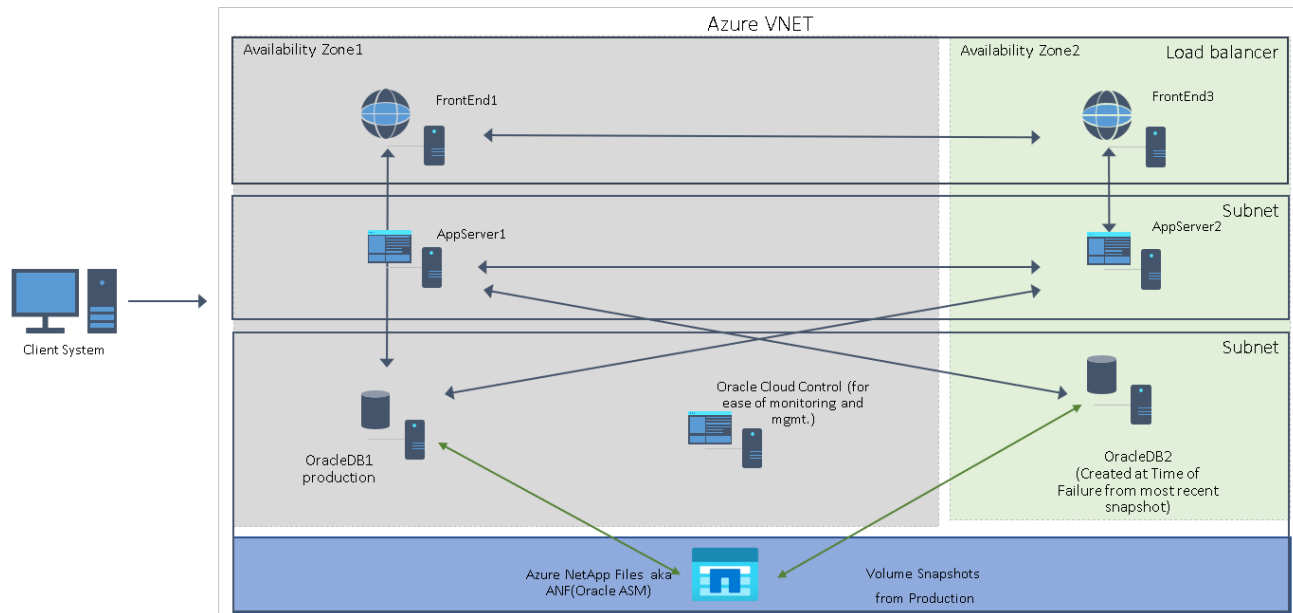 Azure VNET
Availability Zone1
Availability Zone2
Load balancer
FrontEnd1
FrontEnd3
Subnet
AppServer1
AppServer2
Client System
Subnet
Oracle Cloud Control (for
ease of monitoring and
mgmt.)
OracleDB1
production
OracleDB2
(Created at Time of
Failure from most recent
snapshot)
Azure NetApp Files aka
ANF(Oracle ASM)
Volume Snapshots
from Production